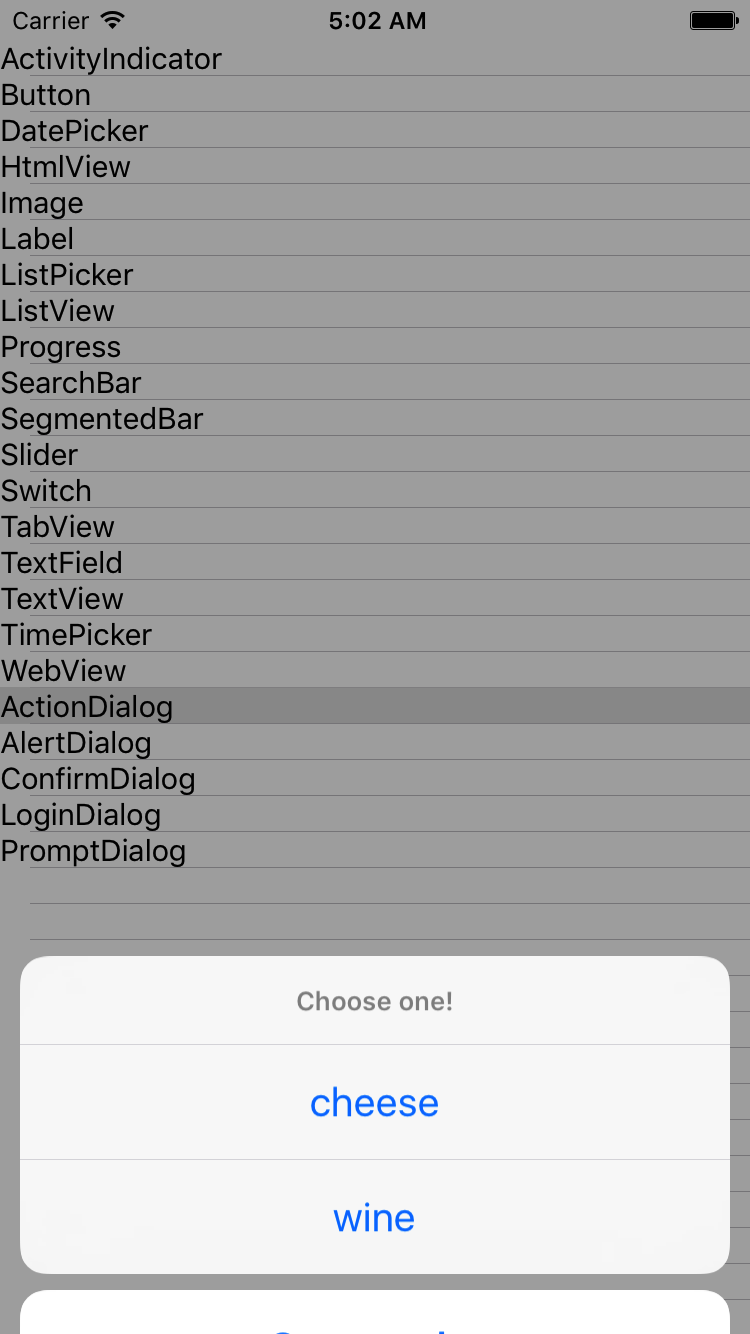 Carrier 5:02 AM
ActivityIndicator
Button
DatePicker
HtmlView
Image
Label
ListPicker
ListView
Progress
SearchBar
SegmentedBar
Slider
Switch
TabView
TextField
TextView
TimePicker
WebView
ActionDialog
AlertDialog
ConfirmDialog
LoginDialog
PromptDialog
Choose one!
cheese
wine